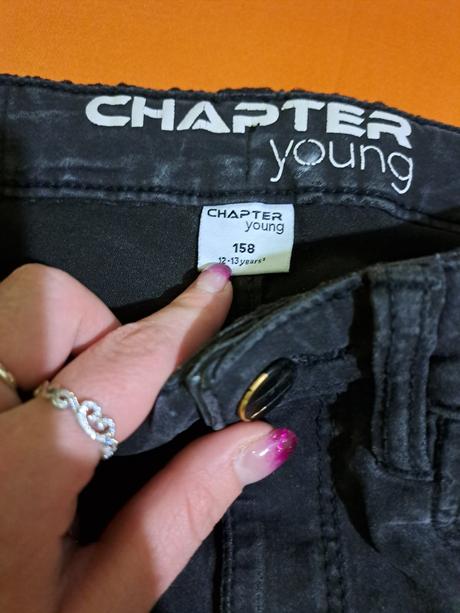 CHAPTER
young
CHAPTER
young
158
12-13 years